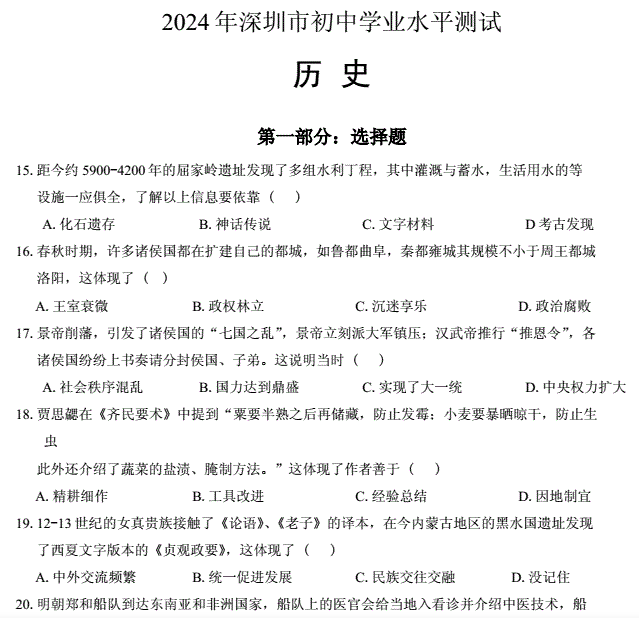 2024年深圳市初中学业水平测试
历 史
第一部分：选择题
15. 距今约 5900-4200 年的屈家岭遗址发现了多组水利丁程，其中灌溉与蓄水，生活用水的等
设施一应俱全，了解以上信息要依靠（ ）
A. 化石遗存 B. 神话传说 C. 文字材料 D 考古发现
16. 春秋时期，许多诸侯国都在扩建自己的都城，如鲁都曲阜，秦都雍城其规模不小于周王都城
洛阳，这体现了（ ）
A. 王室衰微 B. 政权林立 C. 沉迷享乐 D. 政治腐败
17. 景帝削藩，引发了诸侯国的“七国之乱”，景帝立刻派大军镇压；汉武帝推行“推恩令”，各
诸侯国纷纷上书奏请分封侯国、子弟。这说明当时（ ）
A. 社会秩序混乱 B. 国力达到鼎盛 C. 实现了大一统 D. 中央权力扩大
18. 贾思勰在《齐民要术》中提到“粟要半熟之后再储藏，防止发霉；小麦要暴晒晾干，防止生
虫
此外还介绍了蔬菜的盐渍、腌制方法。”这体现了作者善于（ ）
A. 精耕细作 B. 工具改进 C. 经验总结 D. 因地制宜
19. 12-13 世纪的女真贵族接触了《论语》、《老子》的译本，在今内蒙古地区的黑水国遗址发现
了西夏文字版本的《贞观政要》，这体现了（ ）
A. 中外交流频繁 B. 统一促进发展 C. 民族交往交融 D. 没记住
20. 明朝郑和船队到达东南亚和非洲国家，船队上的医官会给当地入看诊并介绍中医技术，船